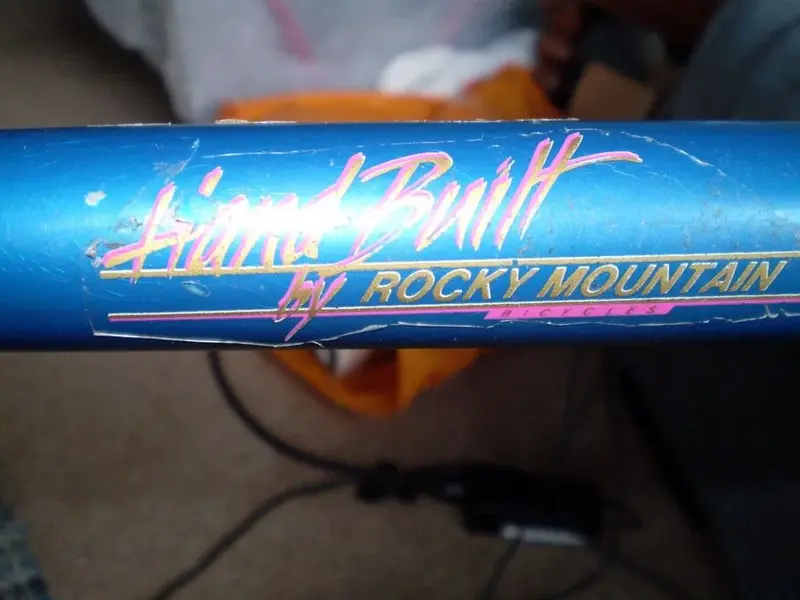 Hand Built
by ROCKY MOUNTAIN
BICYCLES